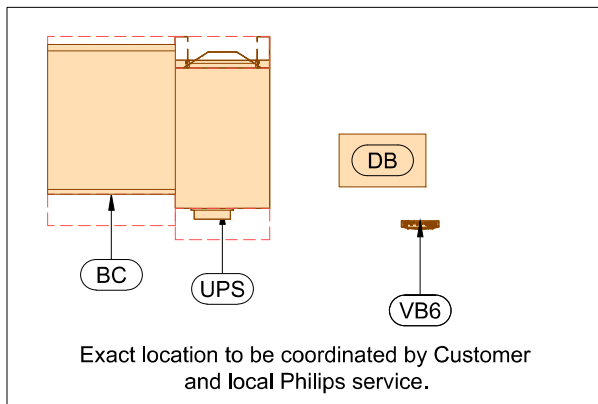 DB
BC
UPS
VB6
Exact location to be coordinated by Customer
and local Philips service.